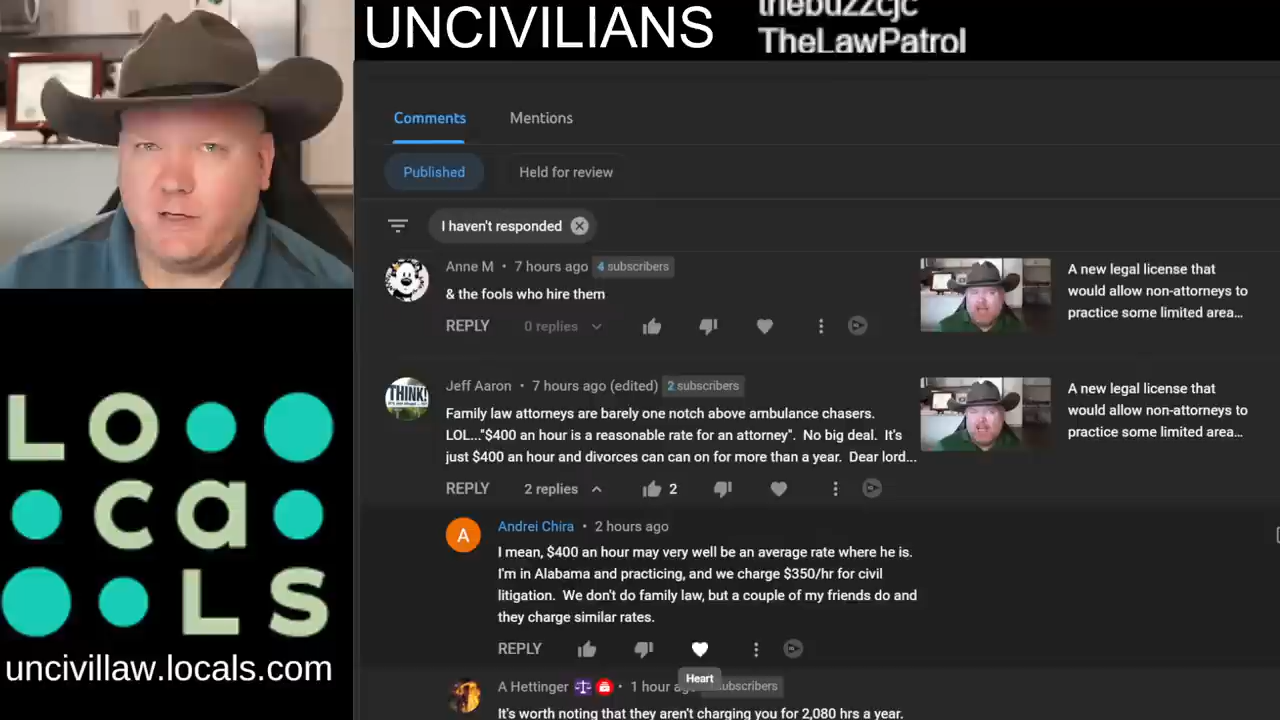 UNCIVILIANS
thebuzzcjc
TheLawPatrol
Comments
Mentions
Published
Held for review
I haven't responded
Anne M • 7 hours ago 4 subscribers
& the fools who hire them
REPLY 0 replies
A new legal license that
would allow non-attorneys to
practice some limited area...
Jeff Aaron • 7 hours ago (edited) 2 subscribers
THINK!
Family law attorneys are barely one notch above ambulance chasers.
LOL..."$400 an hour is a reasonable rate for an attorney". No big deal. It's
just $400 an hour and divorces can can on for more than a year. Dear lord...
REPLY 2 replies 2
A new legal license that
would allow non-attorneys to
practice some limited area...
A
Andrei Chira • 2 hours ago
I mean, $400 an hour may very well be an average rate where he is.
I'm in Alabama and practicing, and we charge $350/hr for civil
litigation. We don't do family law, but a couple of my friends do and
they charge similar rates.
REPLY
Heart
A Hettinger • 1 hour ag subscribers
It's worth noting that they aren't charging you for 2,080 hrs a year.
LO
ca
LS
uncivillaw.locals.com